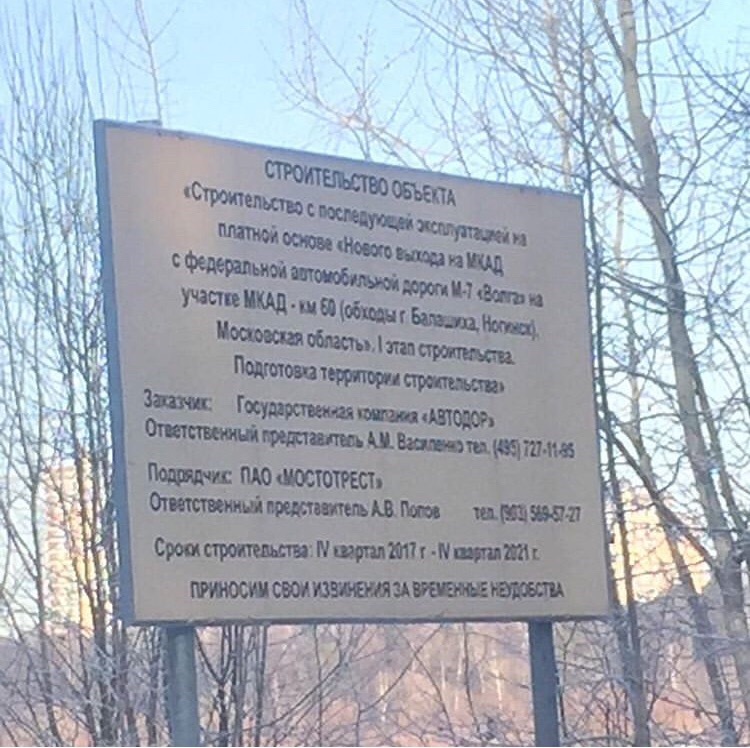 СТРОИТЕЛЬСТВО ОБЪЕКТА
«Строительство с последующей эксплуатацией на
платной основе «Нового выхода на МКАД
с федеральной автомобильной дороги М-7 «Волга» на
участке МКАД - км 60 (обходы г. Балашиха, Ногинск),
Московская область». I этап строительства.
Подготовка территории строительства»
Заказчик: Государственная компания «АВТОДОР»
Ответственный представитель А.М. Василенко тел. (495) 727-11-95
Подрядчик: ПАО «МОСТОТРЕСТ»
Ответственный представитель А.В. Попов тел. (903) 569-57-27
Сроки строительства: IV квартал 2017 г - IV квартал 2021 г.
ПРИНОСИМ СВОИ ИЗВИНЕНИЯ ЗА ВРЕМЕННЫЕ НЕУДОБСТВА